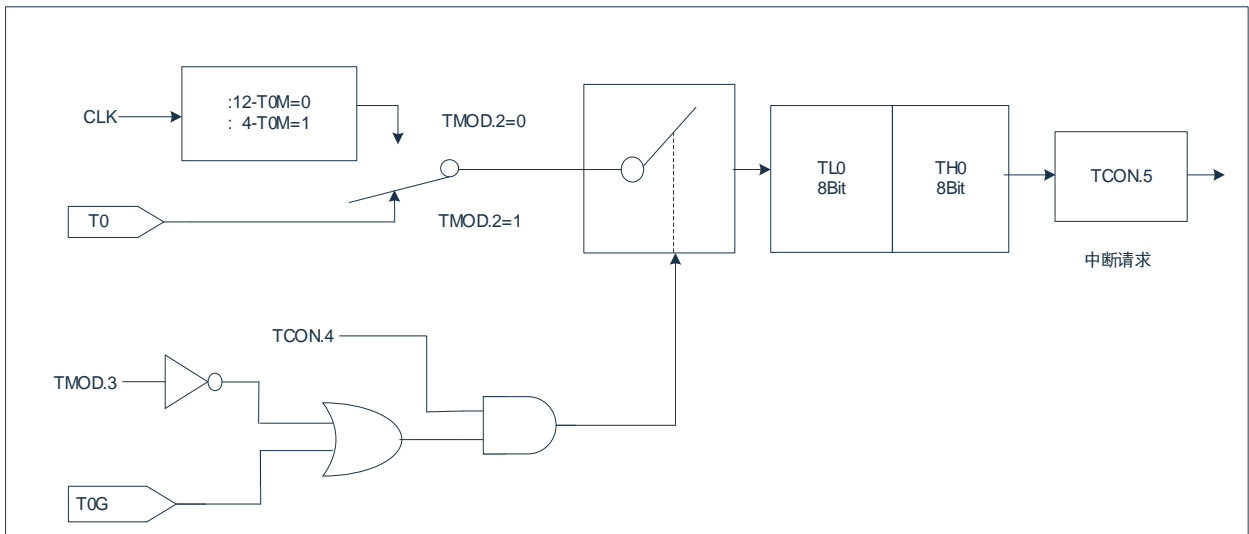 :12-T0M=0
: 4-T0M=1
CLK
TMOD.2=0
TL0
8Bit
TH0
8Bit
TCON.5
T0
TMOD.2=1
中断请求
TCON.4
TMOD.3
T0G